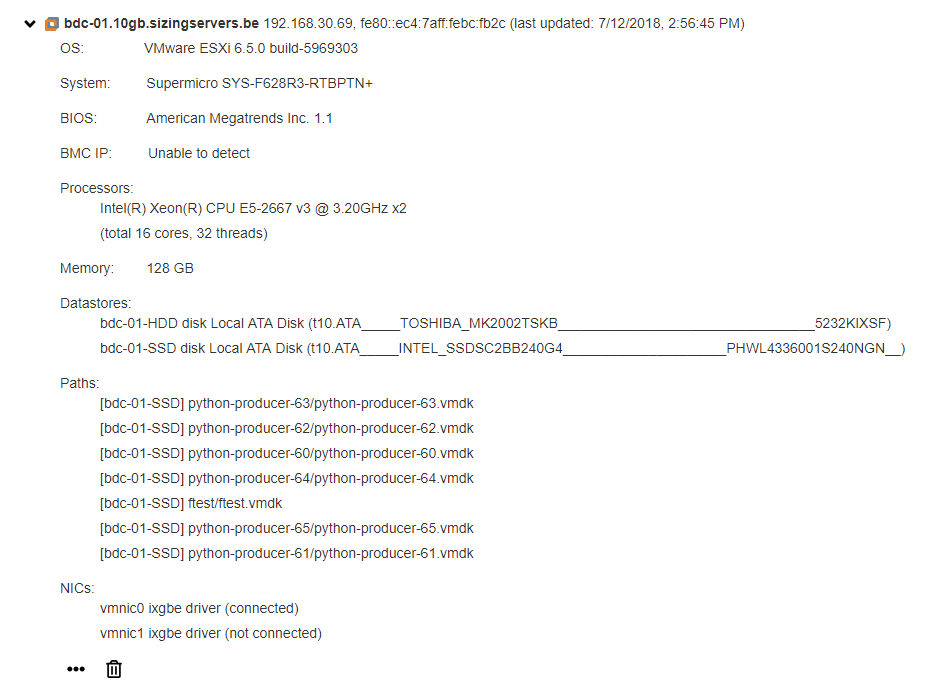 bdc-01.10gb.sizingservers.be 192.168.30.69, fe80::ec4:7aff:febc:fb2c (last updated: 7/12/2018, 2:56:45 PM)
OS: VMware ESXi 6.5.0 build-5969303
System: Supermicro SYS-F628R3-RTBPTN+
BIOS: American Megatrends Inc. 1.1
BMC IP: Unable to detect
Processors:
Intel(R) Xeon(R) CPU E5-2667 v3 @ 3.20GHz x2
(total 16 cores, 32 threads)
Memory: 128 GB
Datastores:
bdc-01-HDD disk Local ATA Disk (t10.ATA_____TOSHIBA_MK2002TSKB_________________________________5232KIXSF)
bdc-01-SSD disk Local ATA Disk (t10.ATA_____INTEL_SSDSC2BB240G4_____________________PHWL4336001S240NGN__)
Paths:
[bdc-01-SSD] python-producer-63/python-producer-63.vmdk
[bdc-01-SSD] python-producer-62/python-producer-62.vmdk
[bdc-01-SSD] python-producer-60/python-producer-60.vmdk
[bdc-01-SSD] python-producer-64/python-producer-64.vmdk
[bdc-01-SSD] ftest/ftest.vmdk
[bdc-01-SSD] python-producer-65/python-producer-65.vmdk
[bdc-01-SSD] python-producer-61/python-producer-61.vmdk
NICs:
vmnic0 ixgbe driver (connected)
vmnic1 ixgbe driver (not connected)